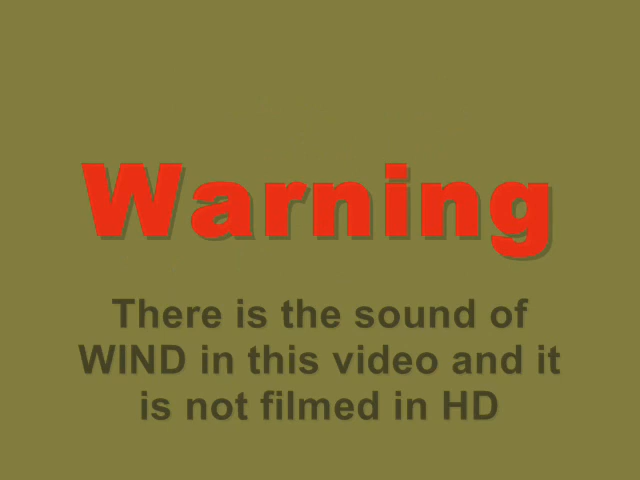 Warning
There is the sound of
WIND in this video and it
is not filmed in HD